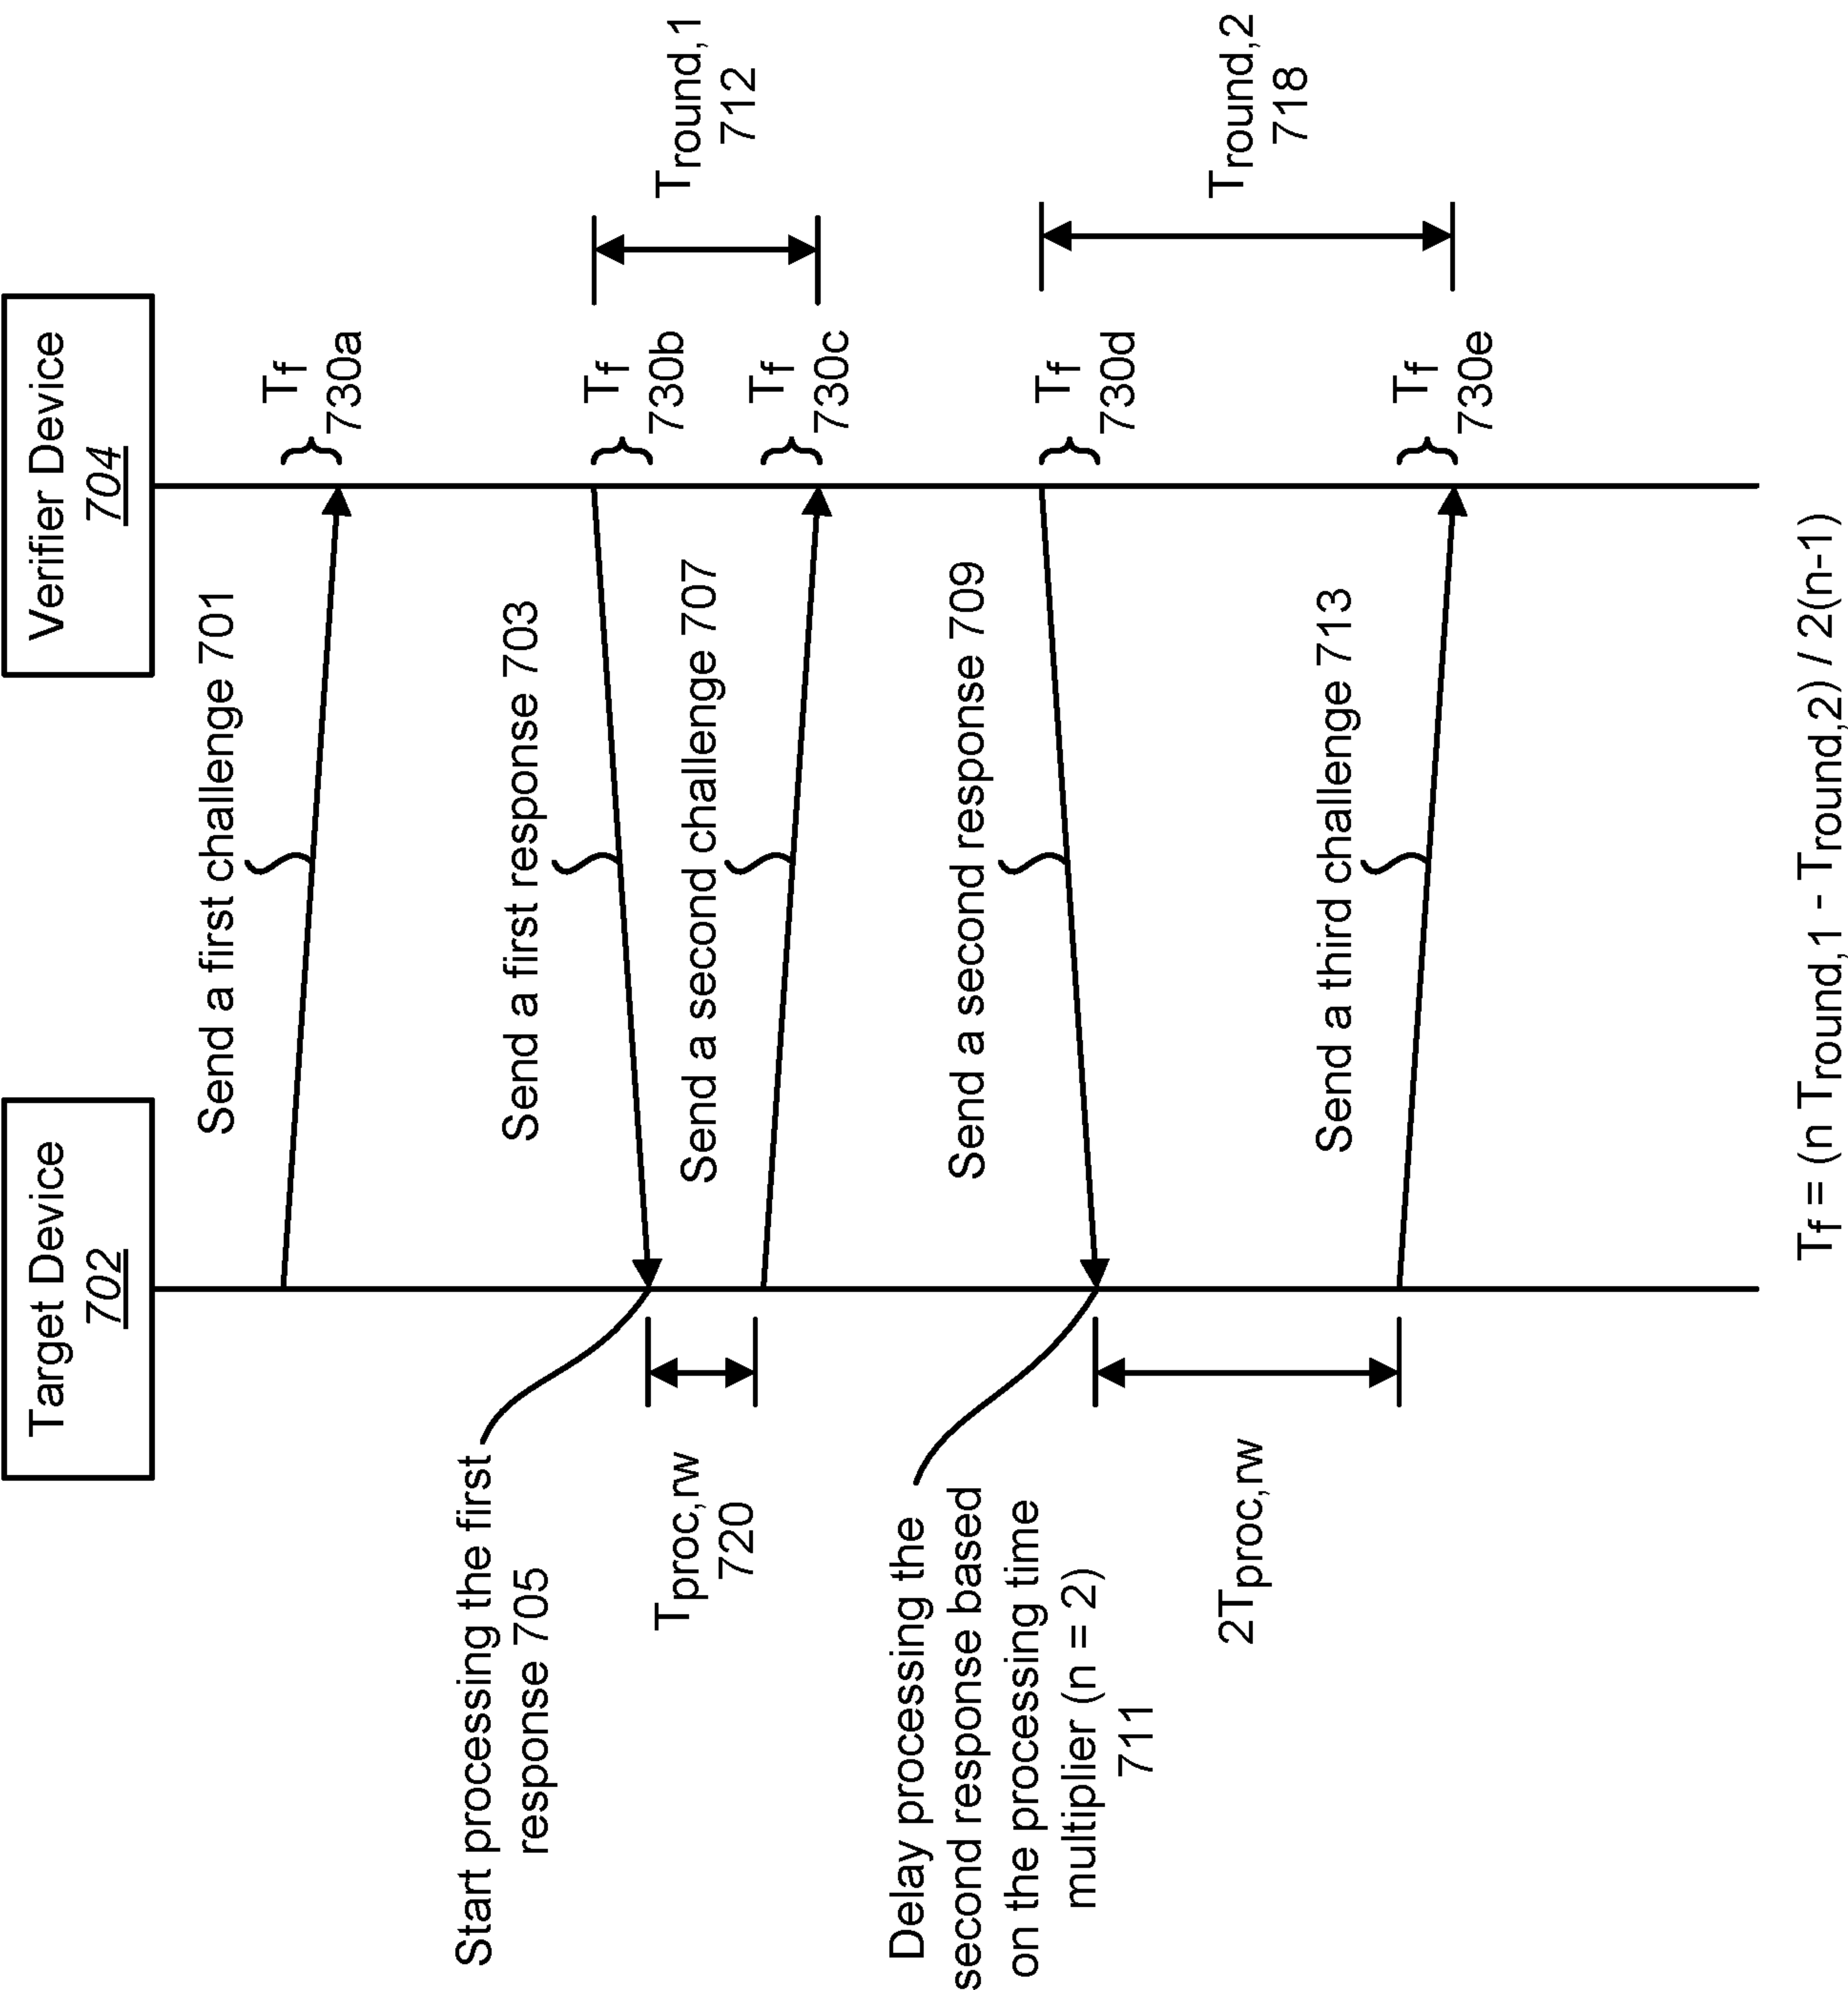 Target Device
702
Verifier Device
704
Send a first challenge 701
Tf
730a
Send a first response 703
Tf
730b
Start processing the first
response 705
Tproc,rw
720
Send a second challenge 707
Tf
730c
Tround,1
712
Send a second response 709
Tf
730d
Delay processing the
second response based
on the processing time
multiplier (n = 2)
711
2Tproc,rw
Send a third challenge 713
Tf
730e
Tround,2
718
Tf = (n Tround,1 - Tround,2) / 2(n-1)